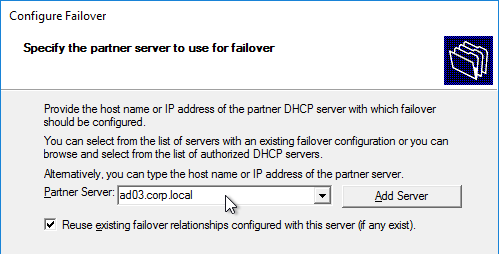 Configure Failover
Specify the partner server to use for failover
Provide the host name or IP address of the partner DHCP server with which failover
should be configured.
You can select from the list of servers with an existing failover configuration or you can
browse and select from the list of authorized DHCP servers.
Alternatively, you can type the host name or IP address of the partner server.
Partner Server: ad03.corp.local Add Server
Reuse existing failover relationships configured with this server (if any exist).